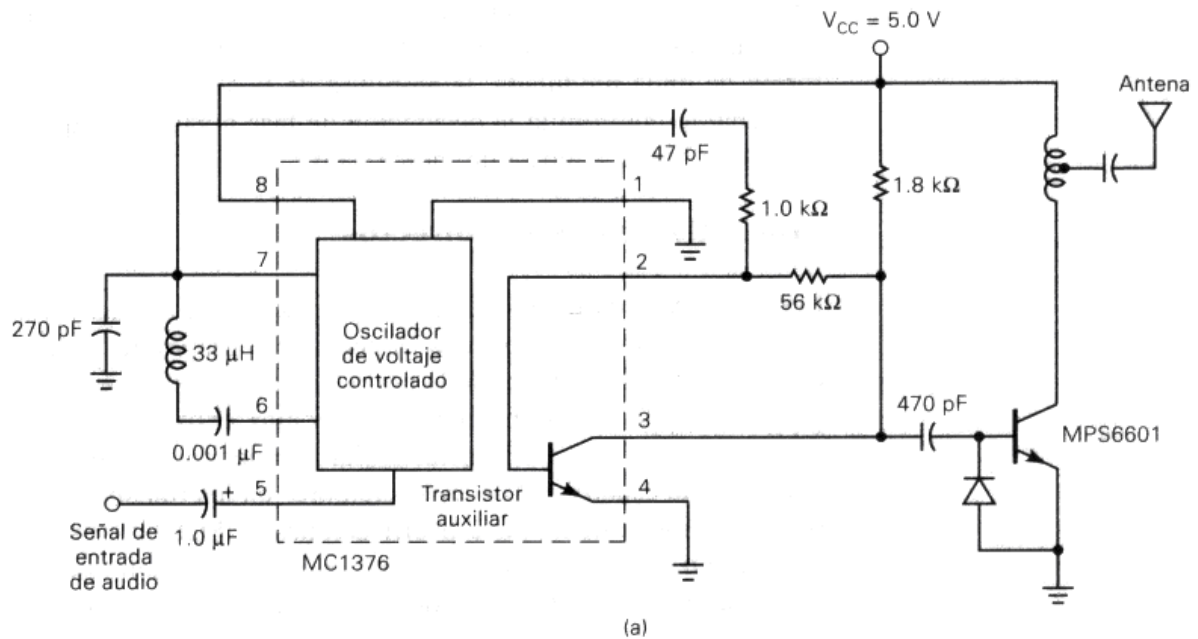 V_CC = 5.0 V
Antena
47 pF
8
1
1.0 kΩ
1.8 kΩ
7
2
56 kΩ
270 pF
33 μH
Oscilador
de voltaje
controlado
6
3
470 pF
MPS6601
0.001 μF
+
5
4
Transistor
auxiliar
1.0 μF
Señal de
entrada
de audio
MC1376
(a)